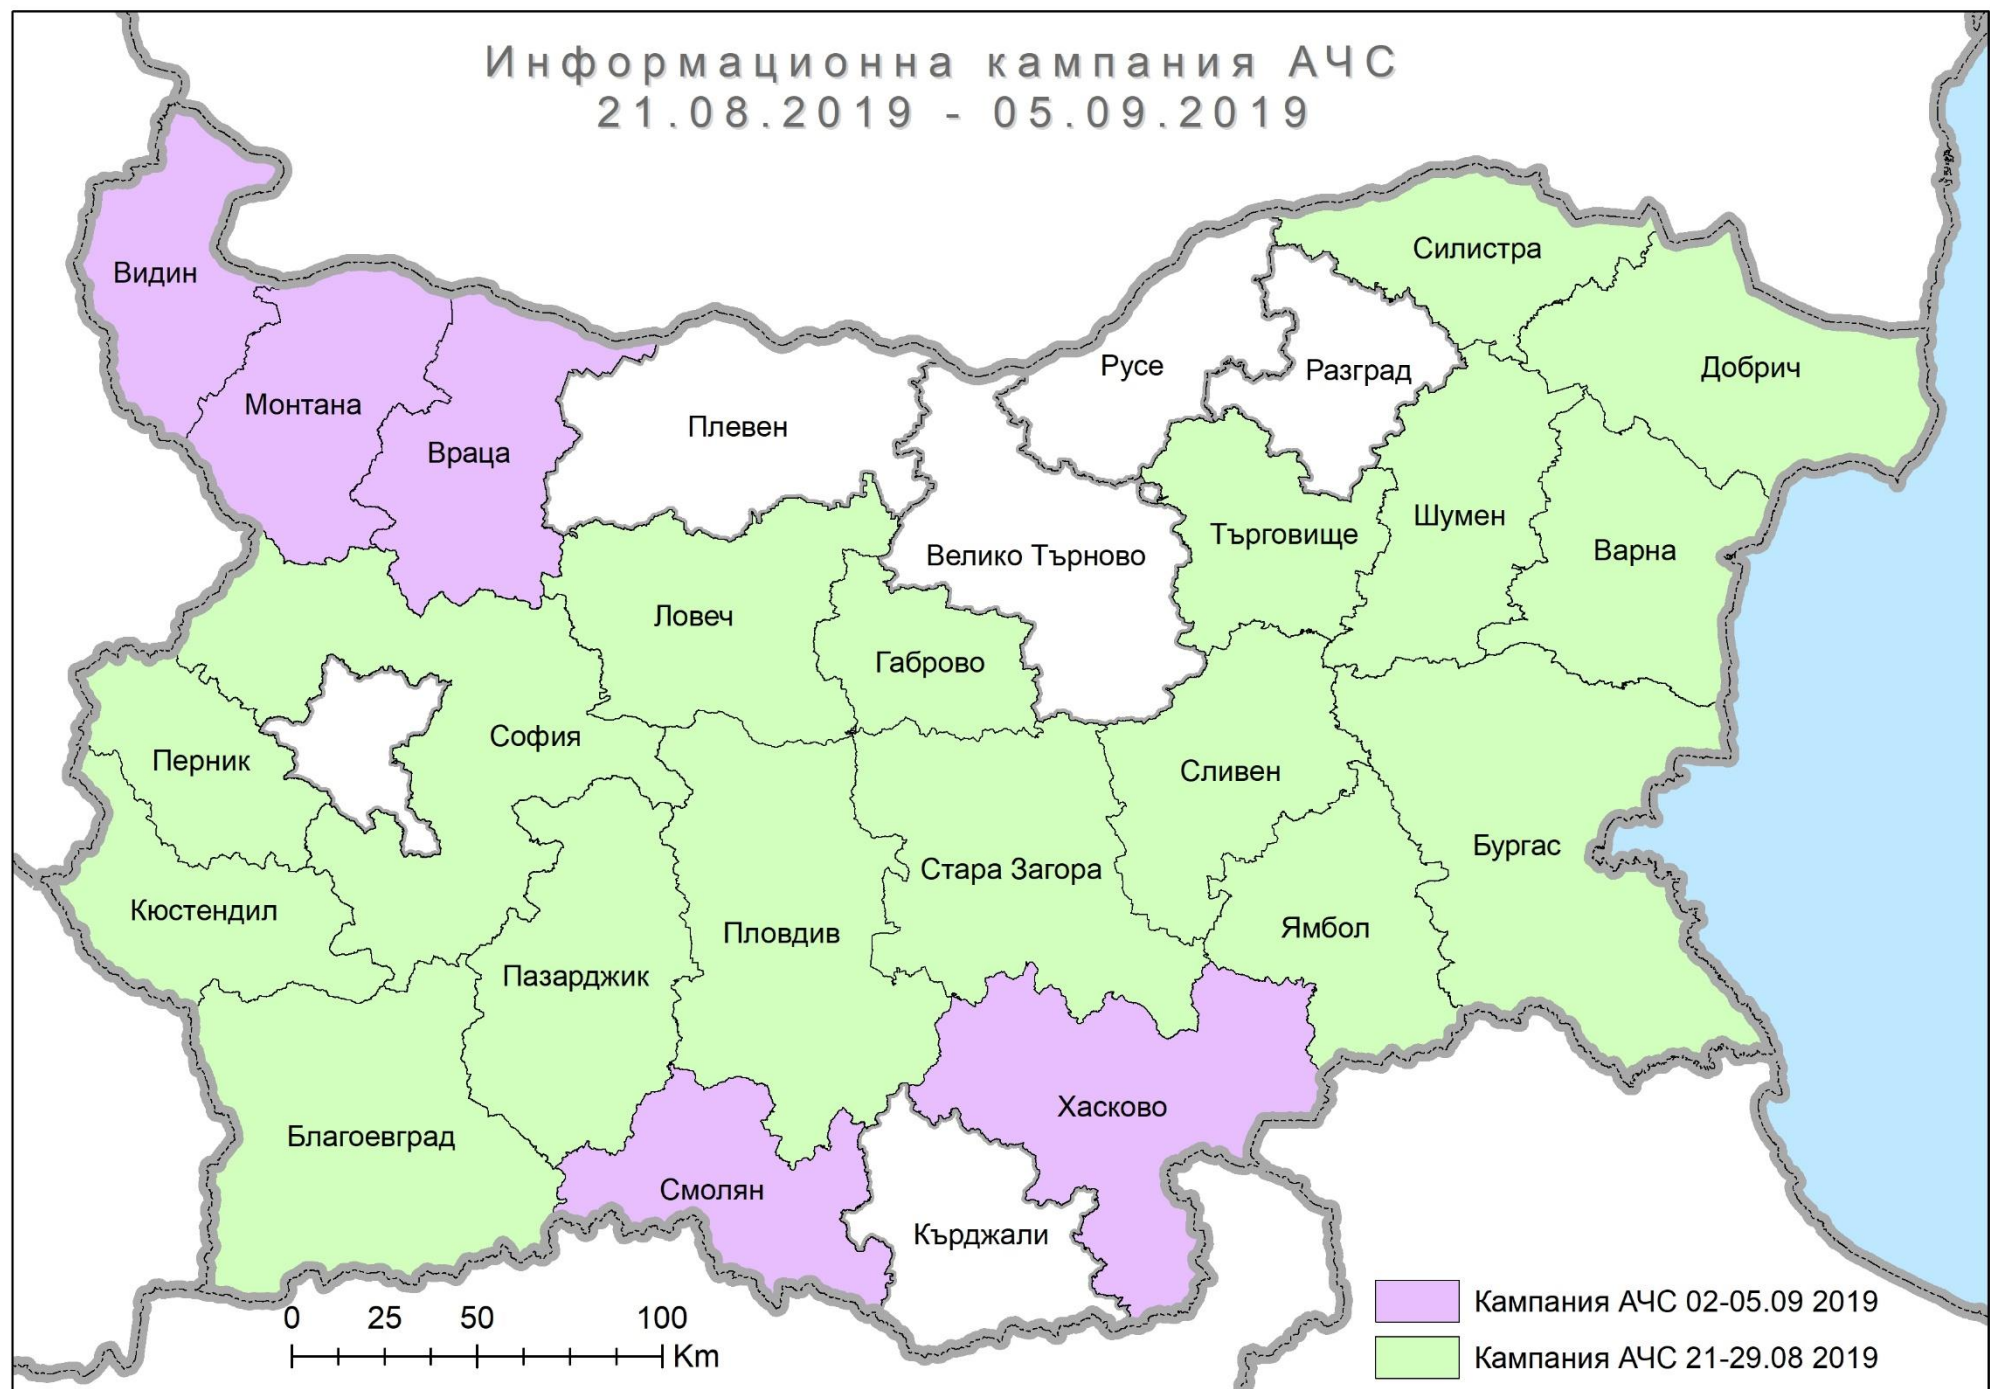 Информационна кампания АЧС
21.08.2019 - 05.09.2019
Силистра
Видин
Добрич
Русе
Разград
Монтана
Плевен
Враца
Шумен
Търговище
Варна
Велико Търново
Ловеч
Габрово
София
Перник
Сливен
Бургас
Стара Загора
Кюстендил
Ямбол
Пловдив
Пазарджик
Хасково
Благоевград
Смолян
Кърджали
0 25 50 100
Km
Кампания АЧС 02-05.09 2019
Кампания АЧС 21-29.08 2019